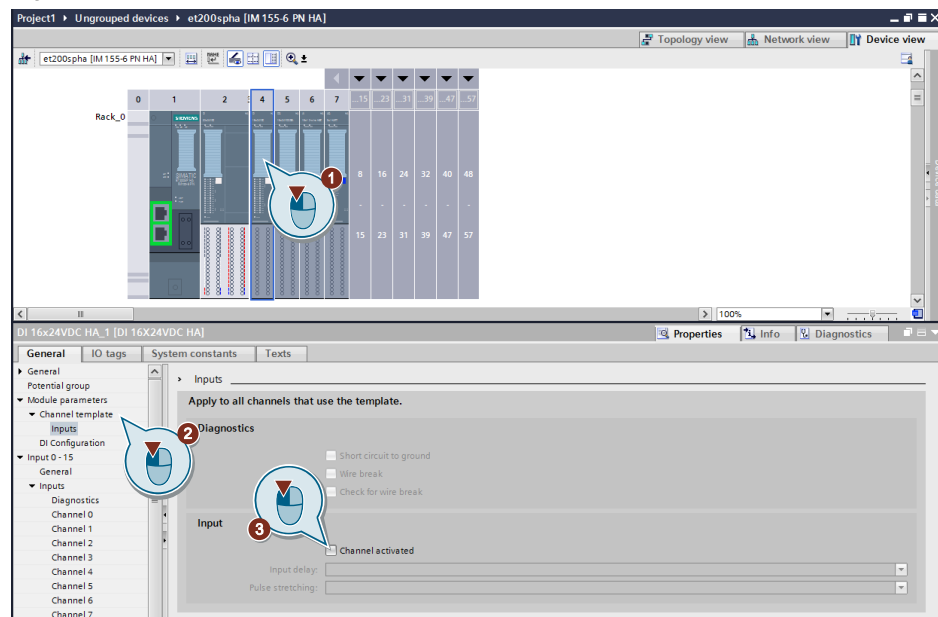 Project1 ▸ Ungrouped devices ▸ et200spha [IM 155-6 PN HA]
Topology view Network view Device view
et200spha [IM 155-6 PN HA]
0 1 2 4 5 6 7 ...15 ...23 ...31 ...39 ...47 ...57
Rack_0
SIEMENS
1
8 16 24 32 40 48
- - - - - -
15 23 31 39 47 57
100%
DI 16x24VDC HA_1 [DI 16X24VDC HA]
Properties Info Diagnostics
General IO tags System constants Texts
General
Potential group
Module parameters
Channel template
Inputs
DI Configuration
Input 0 - 15
General
Inputs
Diagnostics
Channel 0
Channel 1
Channel 2
Channel 3
Channel 4
Channel 5
Channel 6
Channel 7
2
Inputs
Apply to all channels that use the template.
Diagnostics
Short circuit to ground
Wire break
Check for wire break
Input
3
Channel activated
Input delay:
Pulse stretching: